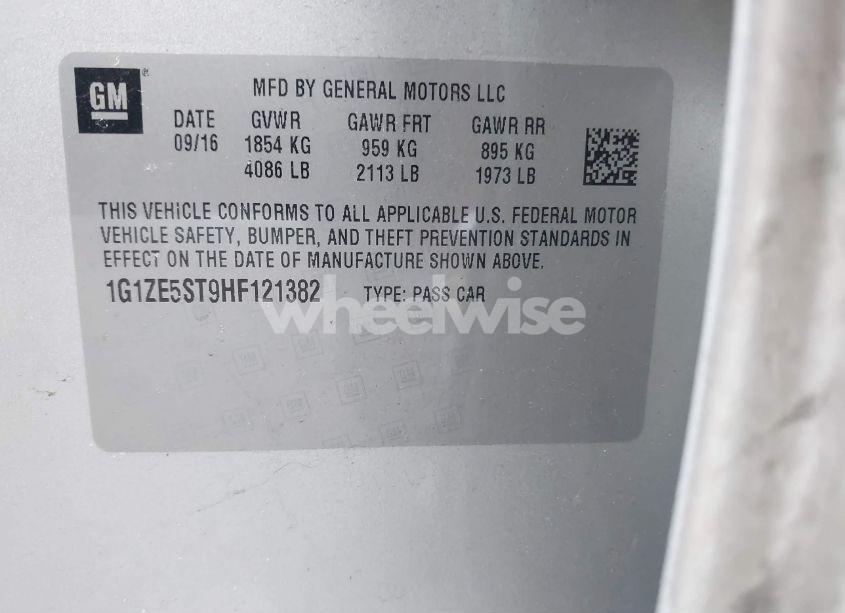 GM®
MFD BY GENERAL MOTORS LLC
DATE GVWR GAWR FRT GAWR RR
09/16 1854 KG 959 KG 895 KG
4086 LB 2113 LB 1973 LB
THIS VEHICLE CONFORMS TO ALL APPLICABLE U.S. FEDERAL MOTOR
VEHICLE SAFETY, BUMPER, AND THEFT PREVENTION STANDARDS IN
EFFECT ON THE DATE OF MANUFACTURE SHOWN ABOVE.
1G1ZE5ST9HF121382 TYPE: PASS CAR
wheelwise